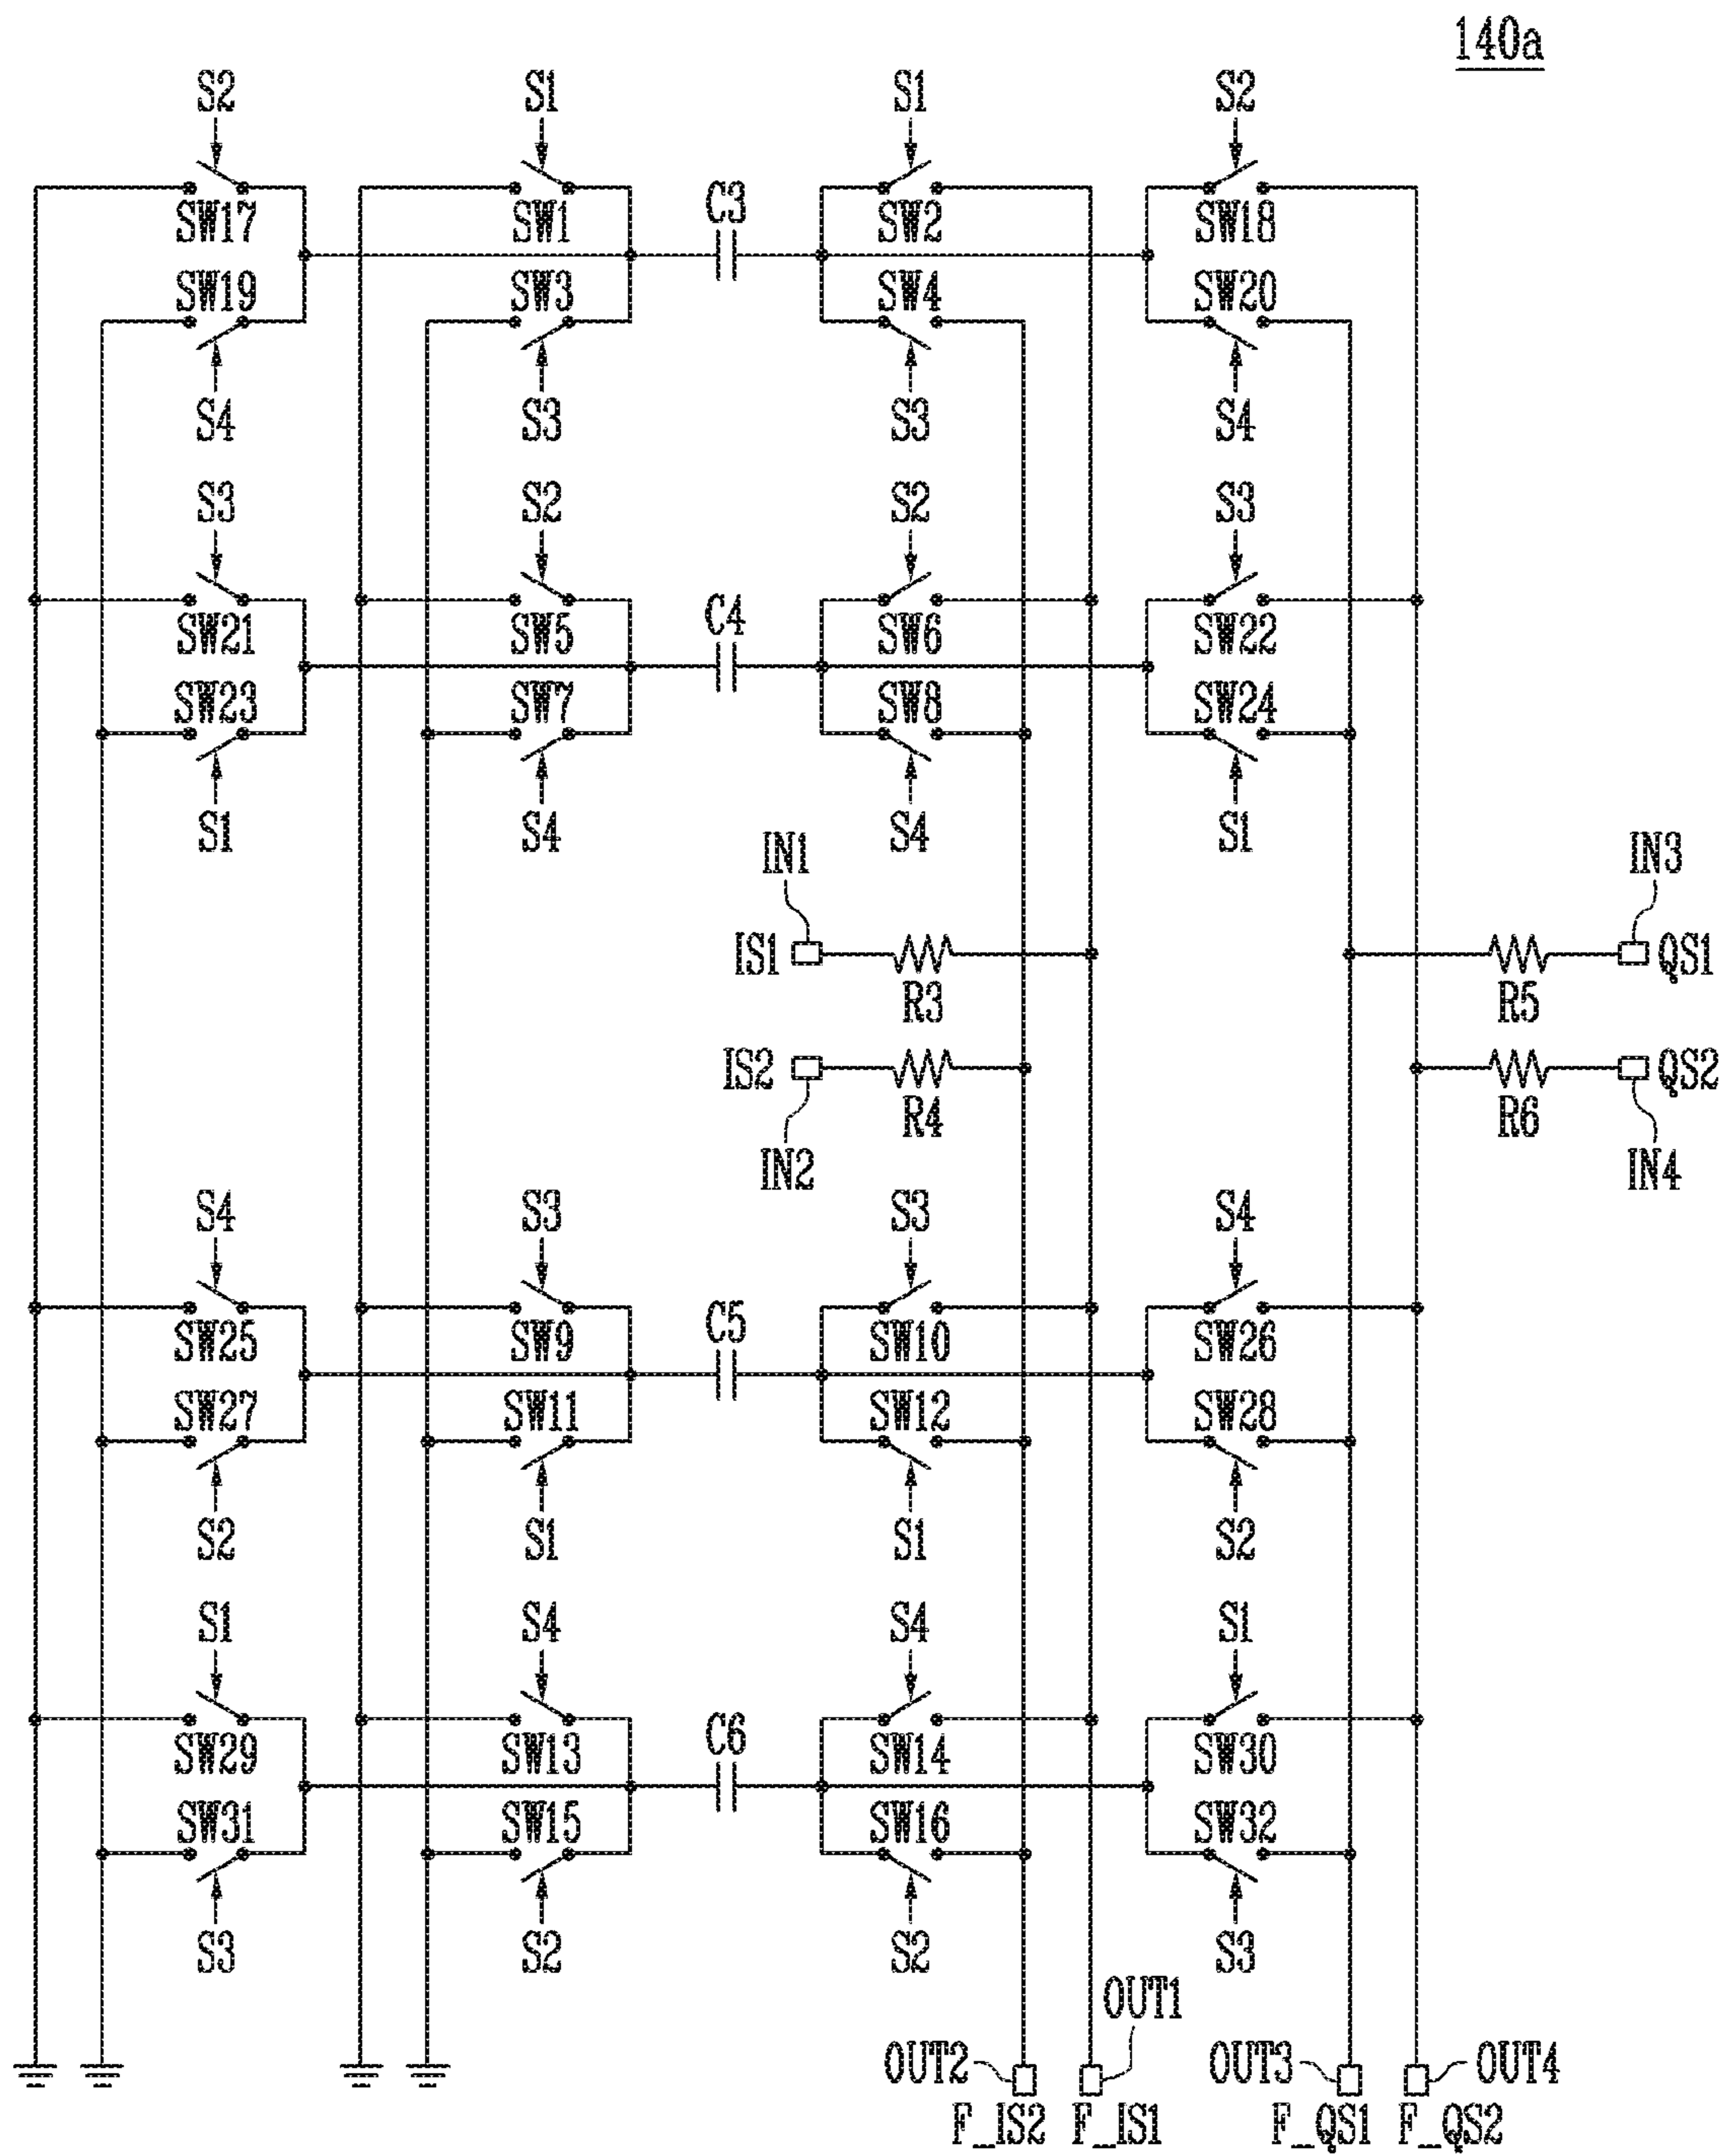 140a
S2 S1 S1 S2
SW17 SW1 C3 SW2 SW18
SW19 SW3 SW4 SW20
S4 S3 S3 S4
S3 S2 S2 S3
SW21 SW5 C4 SW6 SW22
SW23 SW7 SW8 SW24
S1 S4 S4 S1
IN1 IN3
IS1 R3 R5 QS1
IS2 R4 R6 QS2
IN2 IN4
S4 S3 S3 S4
SW25 SW9 C5 SW10 SW26
SW27 SW11 SW12 SW28
S2 S1 S1 S2
S1 S4 S4 S1
SW29 SW13 C6 SW14 SW30
SW31 SW15 SW16 SW32
S3 S2 S2 S3
OUT1
OUT2 OUT3 OUT4
F_IS2 F_IS1 F_QS1 F_QS2